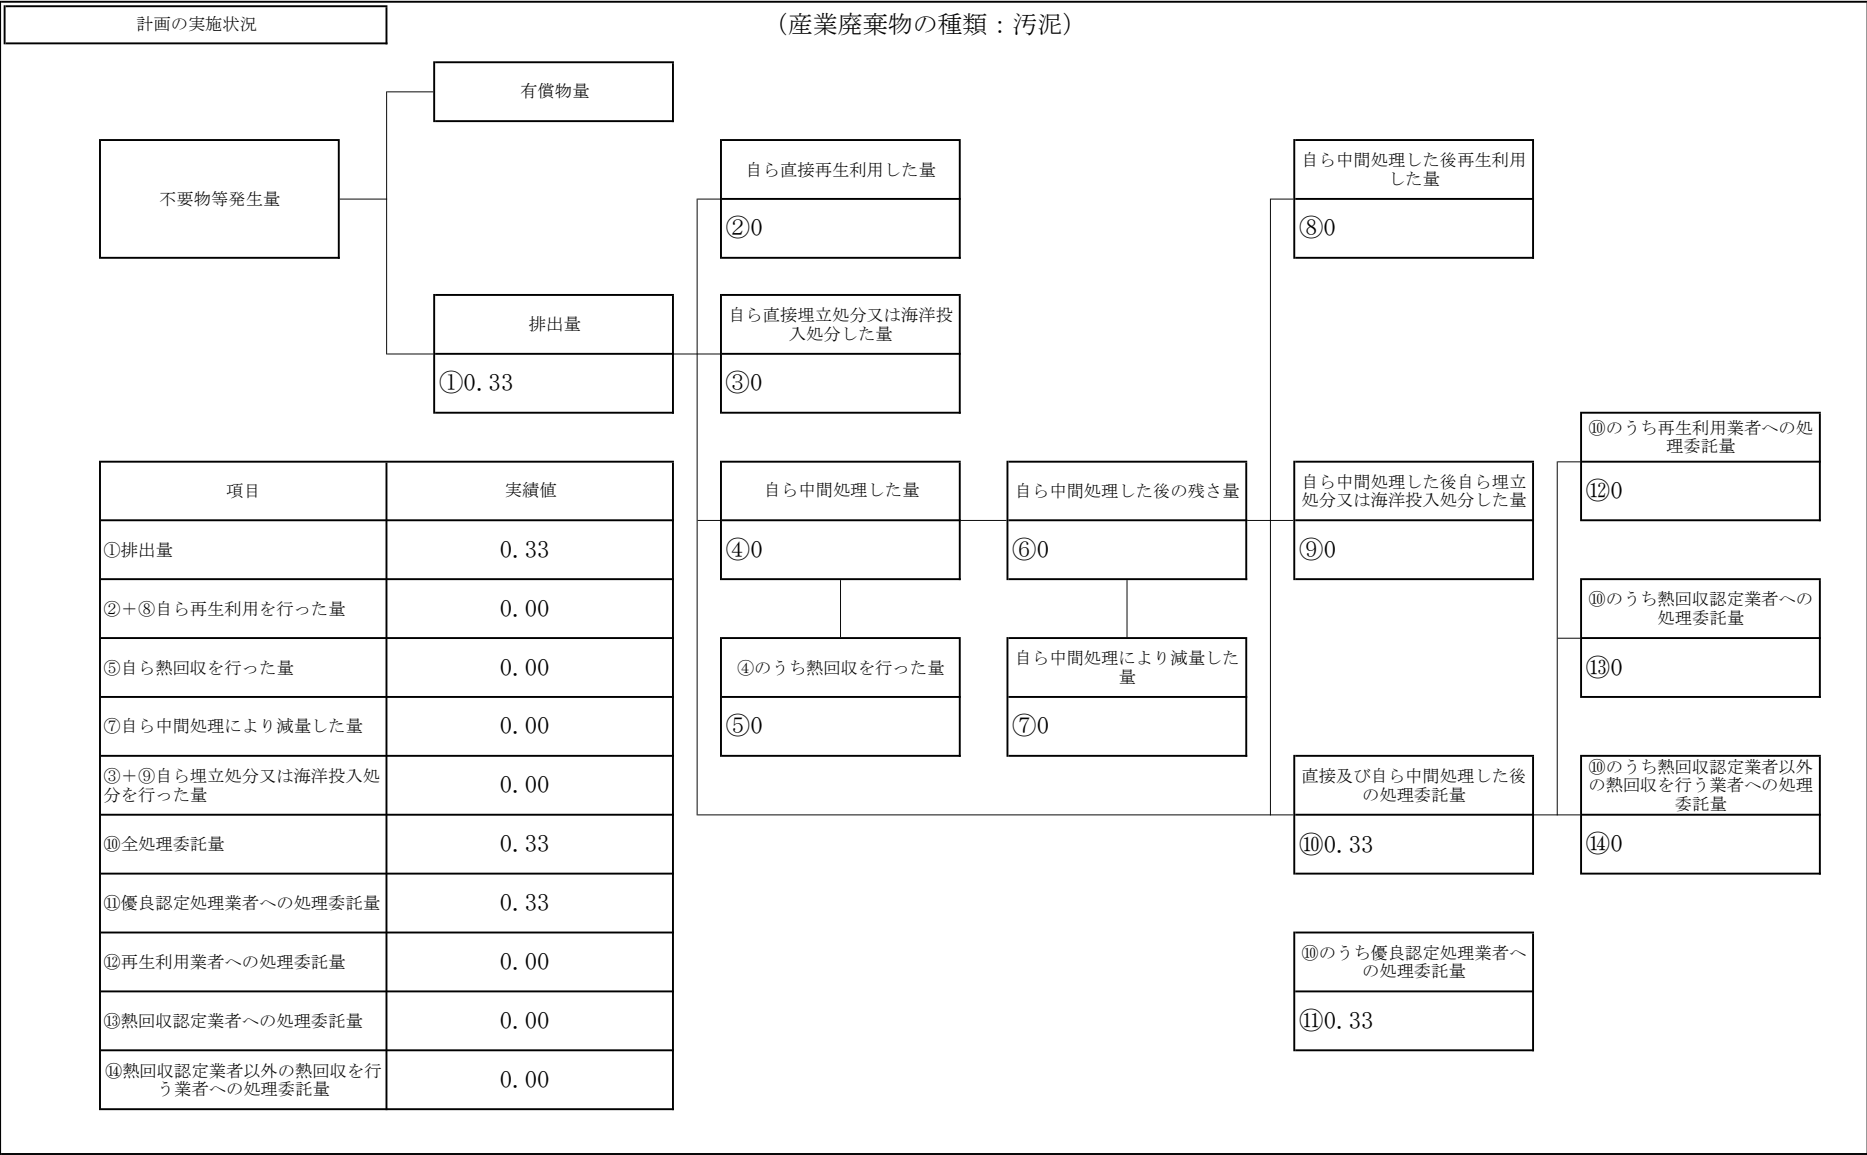 計画の実施状況
（産業廃棄物の種類：汚泥）
有償物量
不要物等発生量
自ら直接再生利用した量
②0
自ら中間処理した後再生利用
した量
⑧0
排出量
①0.33
自ら直接埋立処分又は海洋投
入処分した量
③0
⑩のうち再生利用業者への処
理委託量
⑫0
自ら中間処理した量
④0
自ら中間処理した後の残さ量
⑥0
自ら中間処理した後自ら埋立
処分又は海洋投入処分した量
⑨0
⑩のうち熱回収認定業者への
処理委託量
⑬0
④のうち熱回収を行った量
⑤0
自ら中間処理により減量した
量
⑦0
直接及び自ら中間処理した後
の処理委託量
⑩0.33
⑩のうち熱回収認定業者以外
の熱回収を行う業者への処理
委託量
⑭0
⑩のうち優良認定処理業者へ
の処理委託量
⑪0.33
項目 実績値
①排出量 0.33
②＋⑧自ら再生利用を行った量 0.00
⑤自ら熱回収を行った量 0.00
⑦自ら中間処理により減量した量 0.00
③＋⑨自ら埋立処分又は海洋投入処
分を行った量 0.00
⑩全処理委託量 0.33
⑪優良認定処理業者への処理委託量 0.33
⑫再生利用業者への処理委託量 0.00
⑬熱回収認定業者への処理委託量 0.00
⑭熱回収認定業者以外の熱回収を行
う業者への処理委託量 0.00